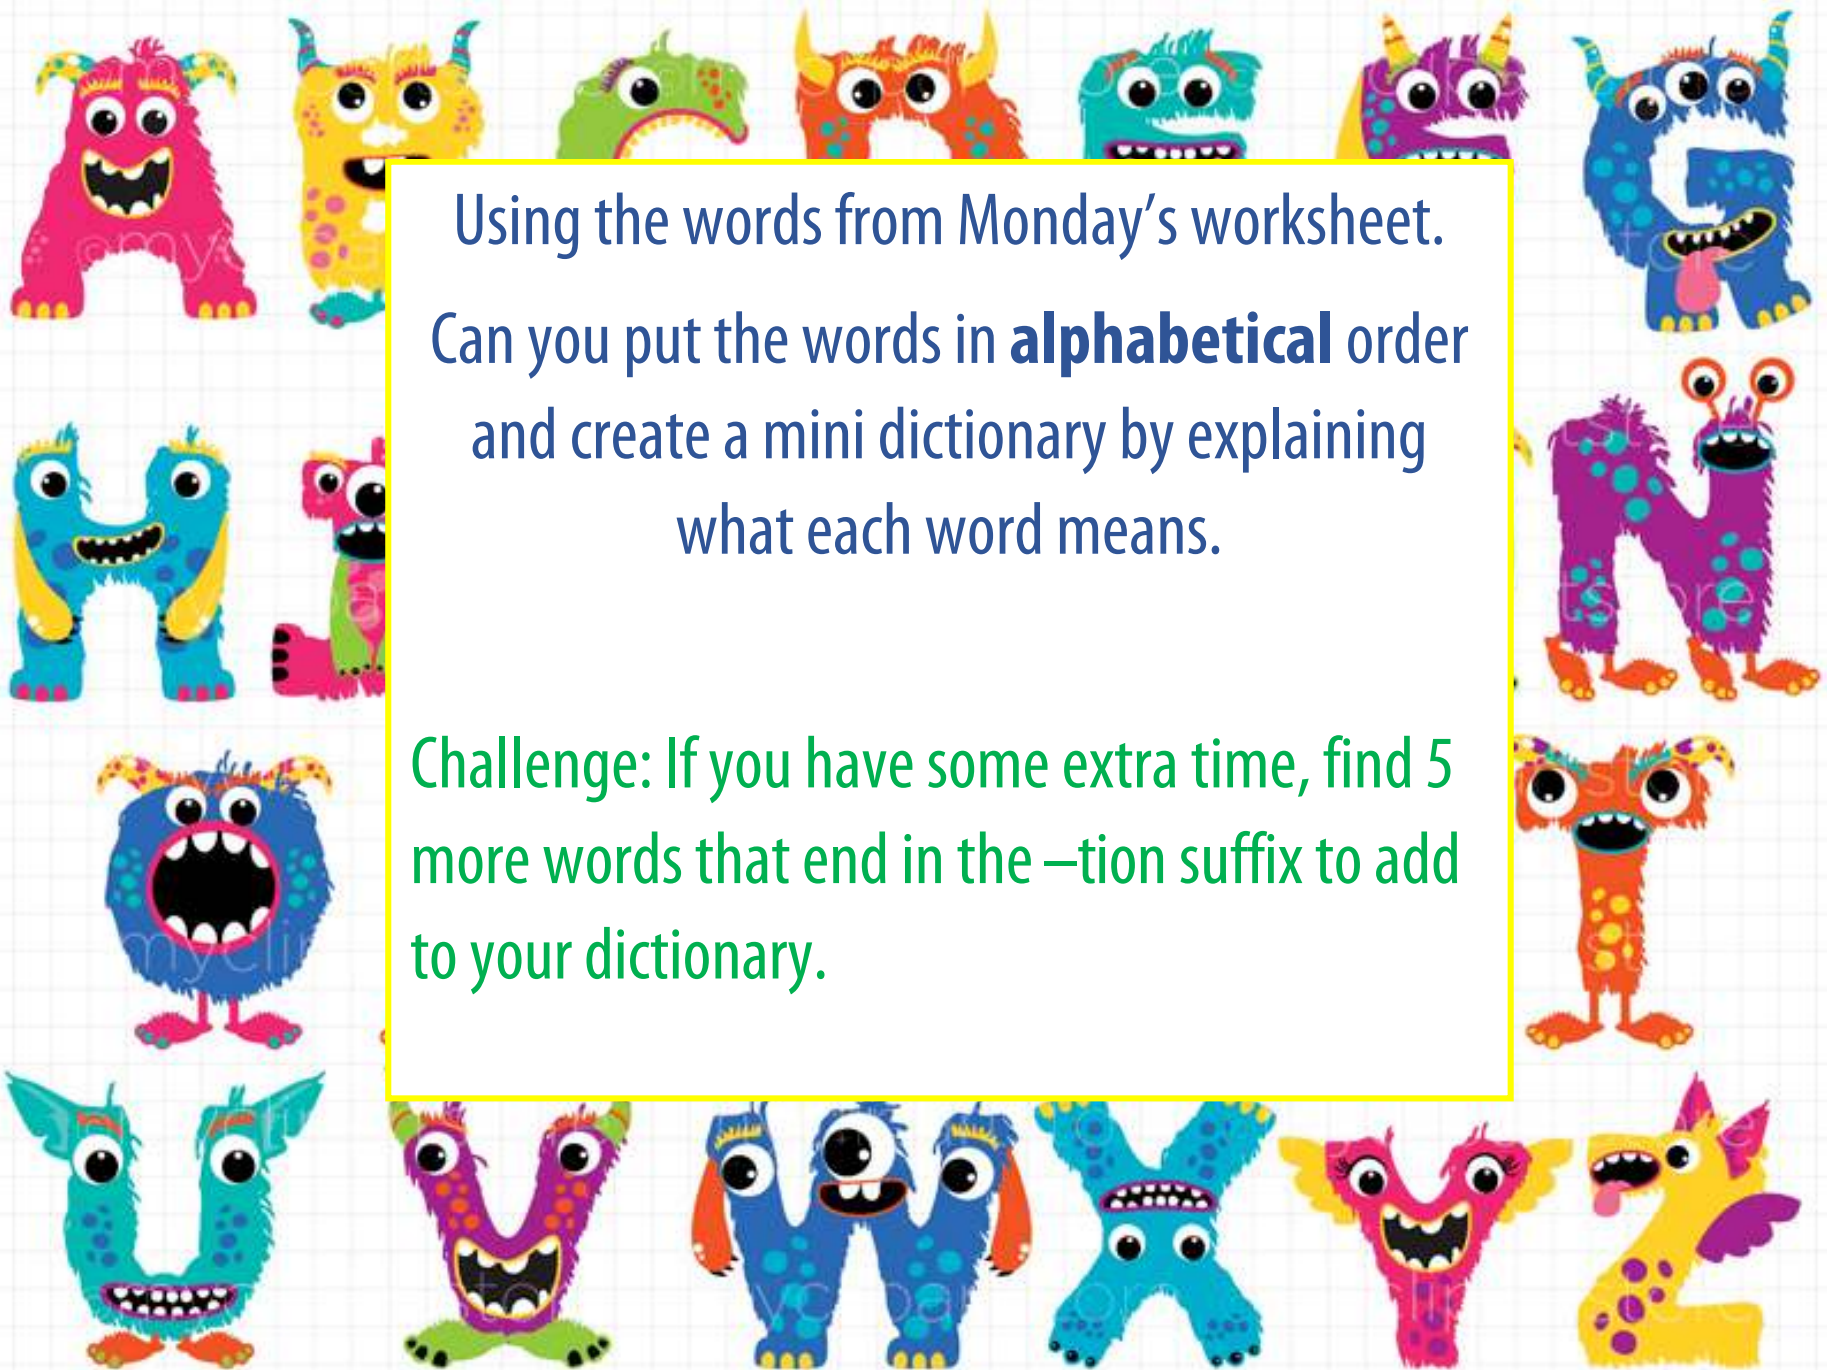 Using the words from Monday’s worksheet.
Can you put the words in alphabetical order
and create a mini dictionary by explaining
what each word means.
Challenge: If you have some extra time, find 5
more words that end in the –tion suffix to add
to your dictionary.